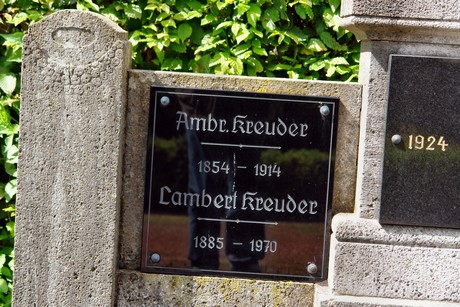 Ambr. Kreuder
1854 – 1914
Lambert Kreuder
1885 – 1970
1924